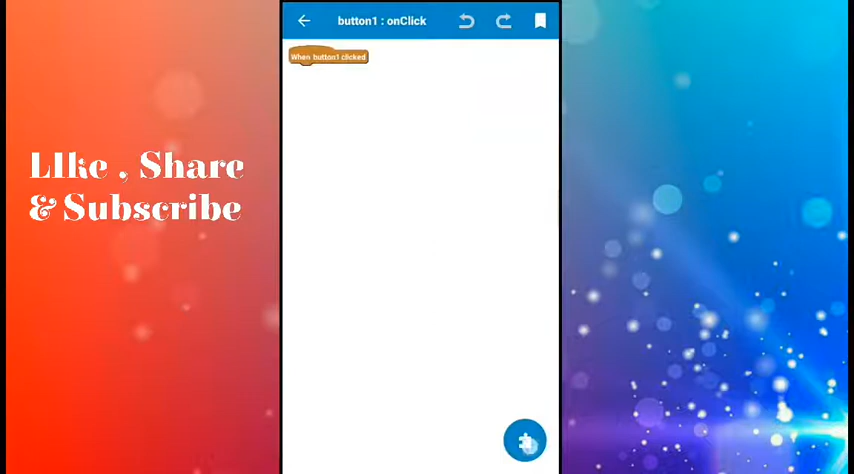 button1 : onClick
When button1 clicked
LIke , Share
& Subscribe